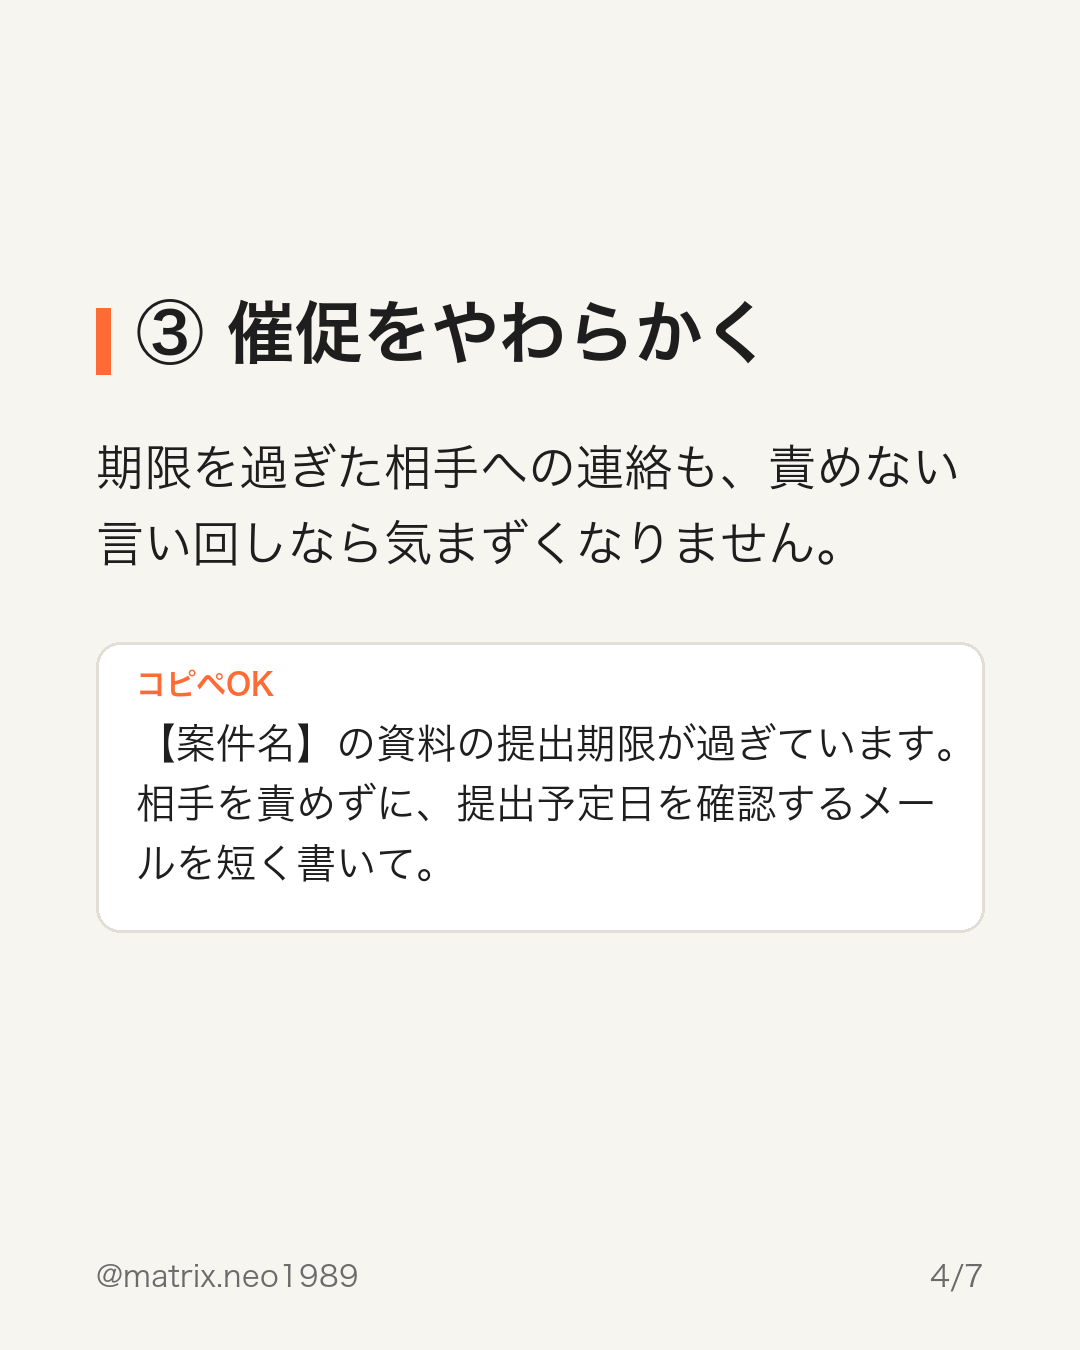 ③ 催促をやわらかく
期限を過ぎた相手への連絡も、責めない
言い回しなら気まずくなりません。
コピペOK
【案件名】の資料の提出期限が過ぎています。
相手を責めずに、提出予定日を確認するメー
ルを短く書いて。
@matrix.neo1989
4/7